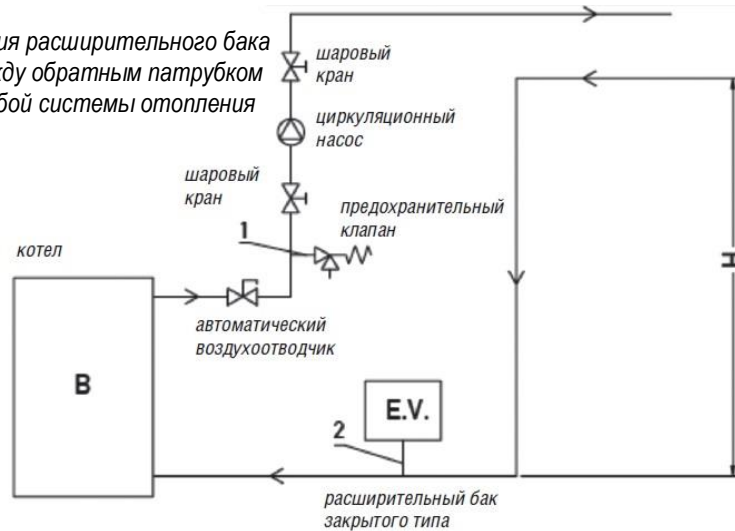 ия расширительного бака
жду обратным патрубком
бой системы отопления
шаровый
кран
циркуляционный
насос
шаровый
кран
предохранительный
клапан
1
котел
H
автоматический
воздухоотводчик
B
E.V.
2
расширительный бак
закрытого типа